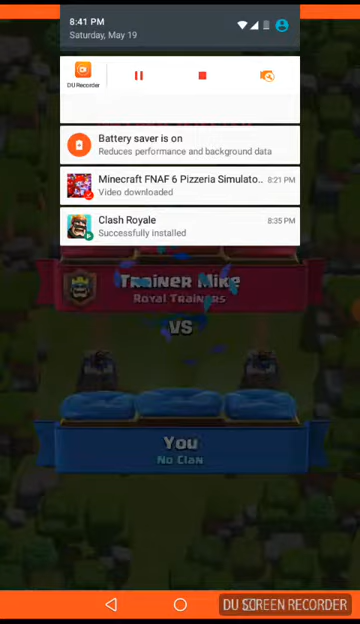 8:41 PM
Saturday, May 19
DU Recorder
Battery saver is on
Reduces performance and background data
Minecraft FNAF 6 Pizzeria Simulato.. 8:21 PM
Video downloaded
Clash Royale 8:35 PM
Successfully installed
Trainer Mike
Royal Trainers
VS
You
No Clan
DU SCREEN RECORDER